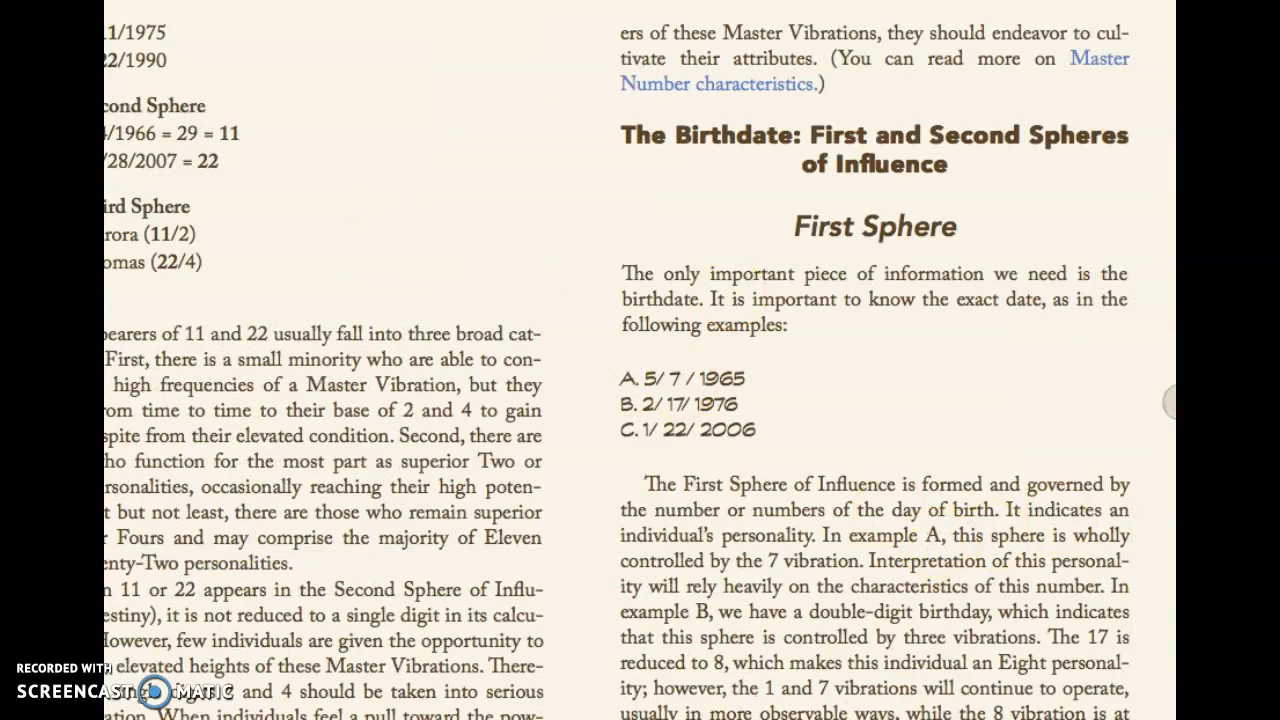 11/1975
22/1990
cond Sphere
4/1966 = 29 = 11
/28/2007 = 22
ird Sphere
rora (11/2)
omas (22/4)
bearers of 11 and 22 usually fall into three broad cat-
First, there is a small minority who are able to con-
high frequencies of a Master Vibration, but they
rom time to time to their base of 2 and 4 to gain
spite from their elevated condition. Second, there are
ho function for the most part as superior Two or
rsonalities, occasionally reaching their high poten-
t but not least, there are those who remain superior
r Fours and may comprise the majority of Eleven
enty-Two personalities.
n 11 or 22 appears in the Second Sphere of Influ-
estiny), it is not reduced to a single digit in its calcu-
However, few individuals are given the opportunity to
elevated heights of these Master Vibrations. There-
2 and 4 should be taken into serious
ation. When individuals feel a pull toward the pow-
ers of these Master Vibrations, they should endeavor to cul-
tivate their attributes. (You can read more on Master
Number characteristics.)
The Birthdate: First and Second Spheres
of Influence
First Sphere
The only important piece of information we need is the
birthdate. It is important to know the exact date, as in the
following examples:
A. 5/ 7 / 1965
B. 2/ 17/ 1976
C. 1/ 22/ 2006
The First Sphere of Influence is formed and governed by
the number or numbers of the day of birth. It indicates an
individual's personality. In example A, this sphere is wholly
controlled by the 7 vibration. Interpretation of this personal-
ity will rely heavily on the characteristics of this number. In
example B, we have a double-digit birthday, which indicates
that this sphere is controlled by three vibrations. The 17 is
reduced to 8, which makes this individual an Eight personal-
ity; however, the 1 and 7 vibrations will continue to operate,
usually in more observable ways, while the 8 vibration is at
RECORDED WITH
SCREENCAST MATIC